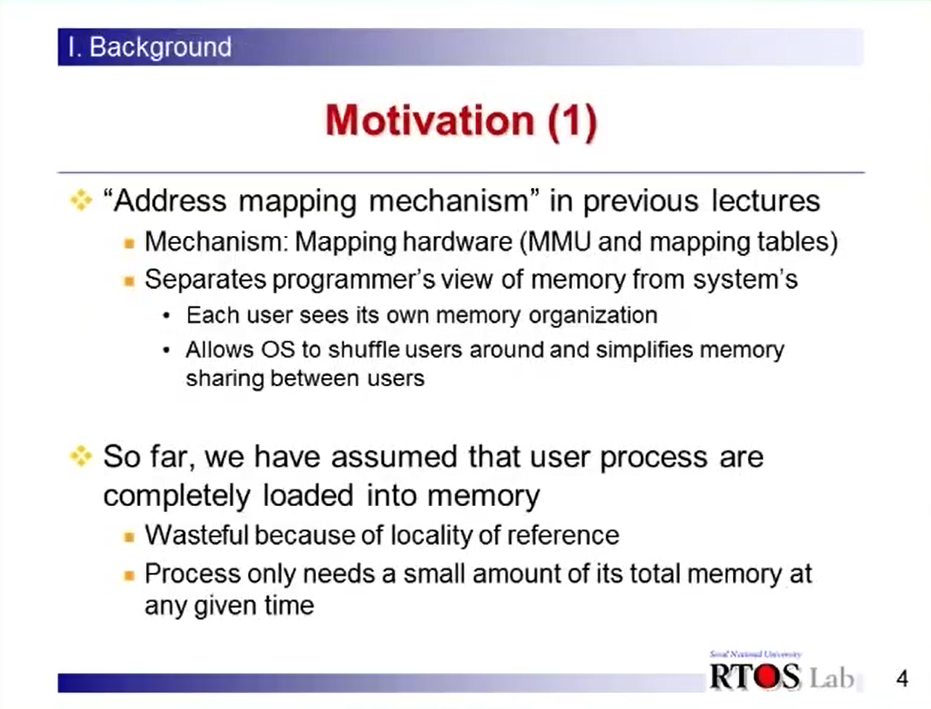 I. Background
Motivation (1)
“Address mapping mechanism” in previous lectures
Mechanism: Mapping hardware (MMU and mapping tables)
Separates programmer’s view of memory from system’s
Each user sees its own memory organization
Allows OS to shuffle users around and simplifies memory
sharing between users
So far, we have assumed that user process are
completely loaded into memory
Wasteful because of locality of reference
Process only needs a small amount of its total memory at
any given time
Seoul National University
RTOS Lab
4